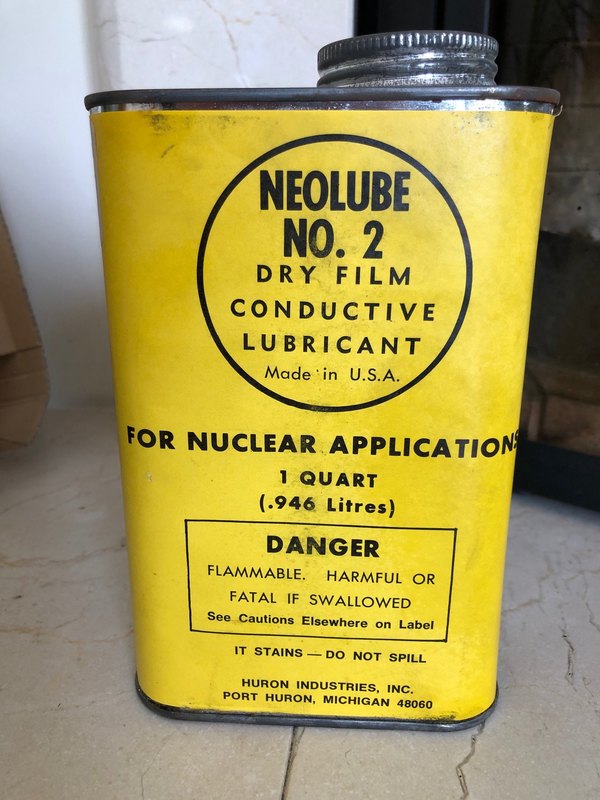 NEOLUBE
NO. 2
DRY FILM
CONDUCTIVE
LUBRICANT
Made in U.S.A.
FOR NUCLEAR APPLICATIONS
1 QUART
(.946 Litres)
DANGER
FLAMMABLE. HARMFUL OR
FATAL IF SWALLOWED
See Cautions Elsewhere on Label
IT STAINS — DO NOT SPILL
HURON INDUSTRIES, INC.
PORT HURON, MICHIGAN 48060